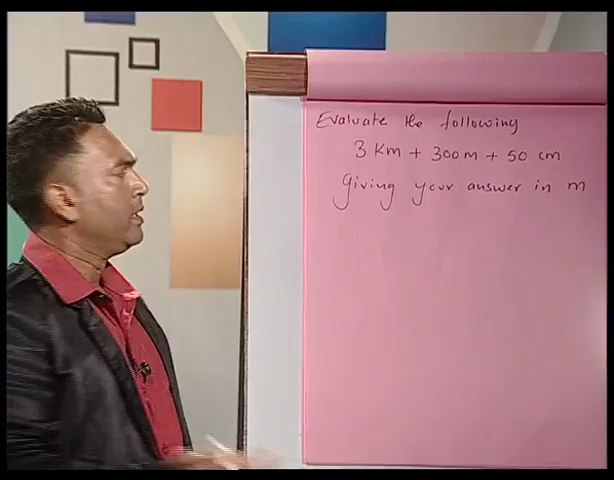 Evaluate the following
3 Km + 300 m + 50 cm
Giving your answer in m